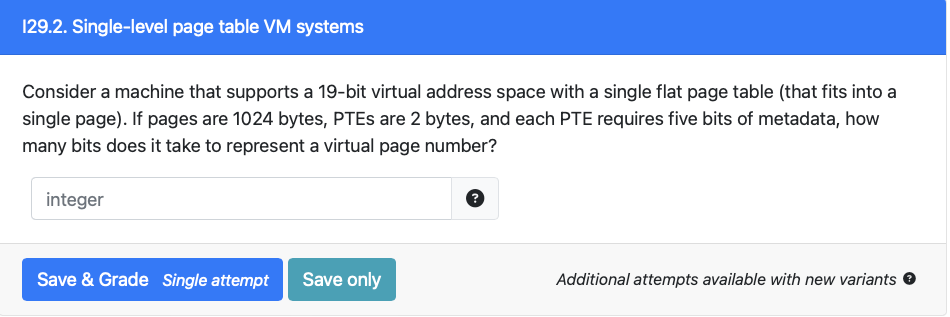 I29.2. Single-level page table VM systems
Consider a machine that supports a 19-bit virtual address space with a single flat page table (that fits into a
single page). If pages are 1024 bytes, PTEs are 2 bytes, and each PTE requires five bits of metadata, how
many bits does it take to represent a virtual page number?
integer ?
Save & Grade Single attempt Save only Additional attempts available with new variants ?